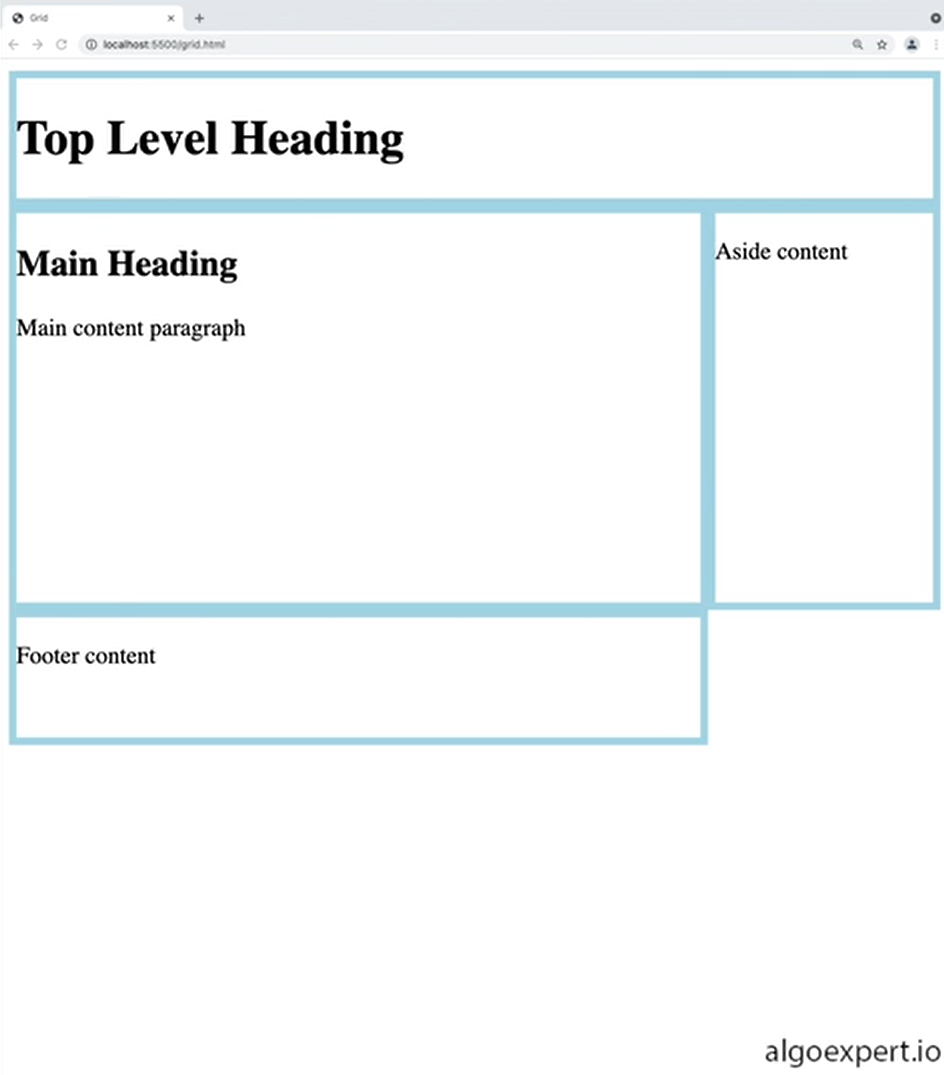 Grid
localhost:5500/grid.html
Top Level Heading
Main Heading
Main content paragraph
Aside content
Footer content
algoexpert.io